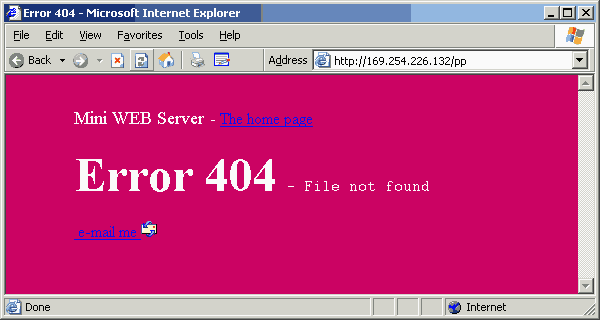 Error 404 - Microsoft Internet Explorer
File Edit View Favorites Tools Help
Back Address http://169.254.226.132/pp
Mini WEB Server - The home page
Error 404 - File not found
e-mail me
Done Internet